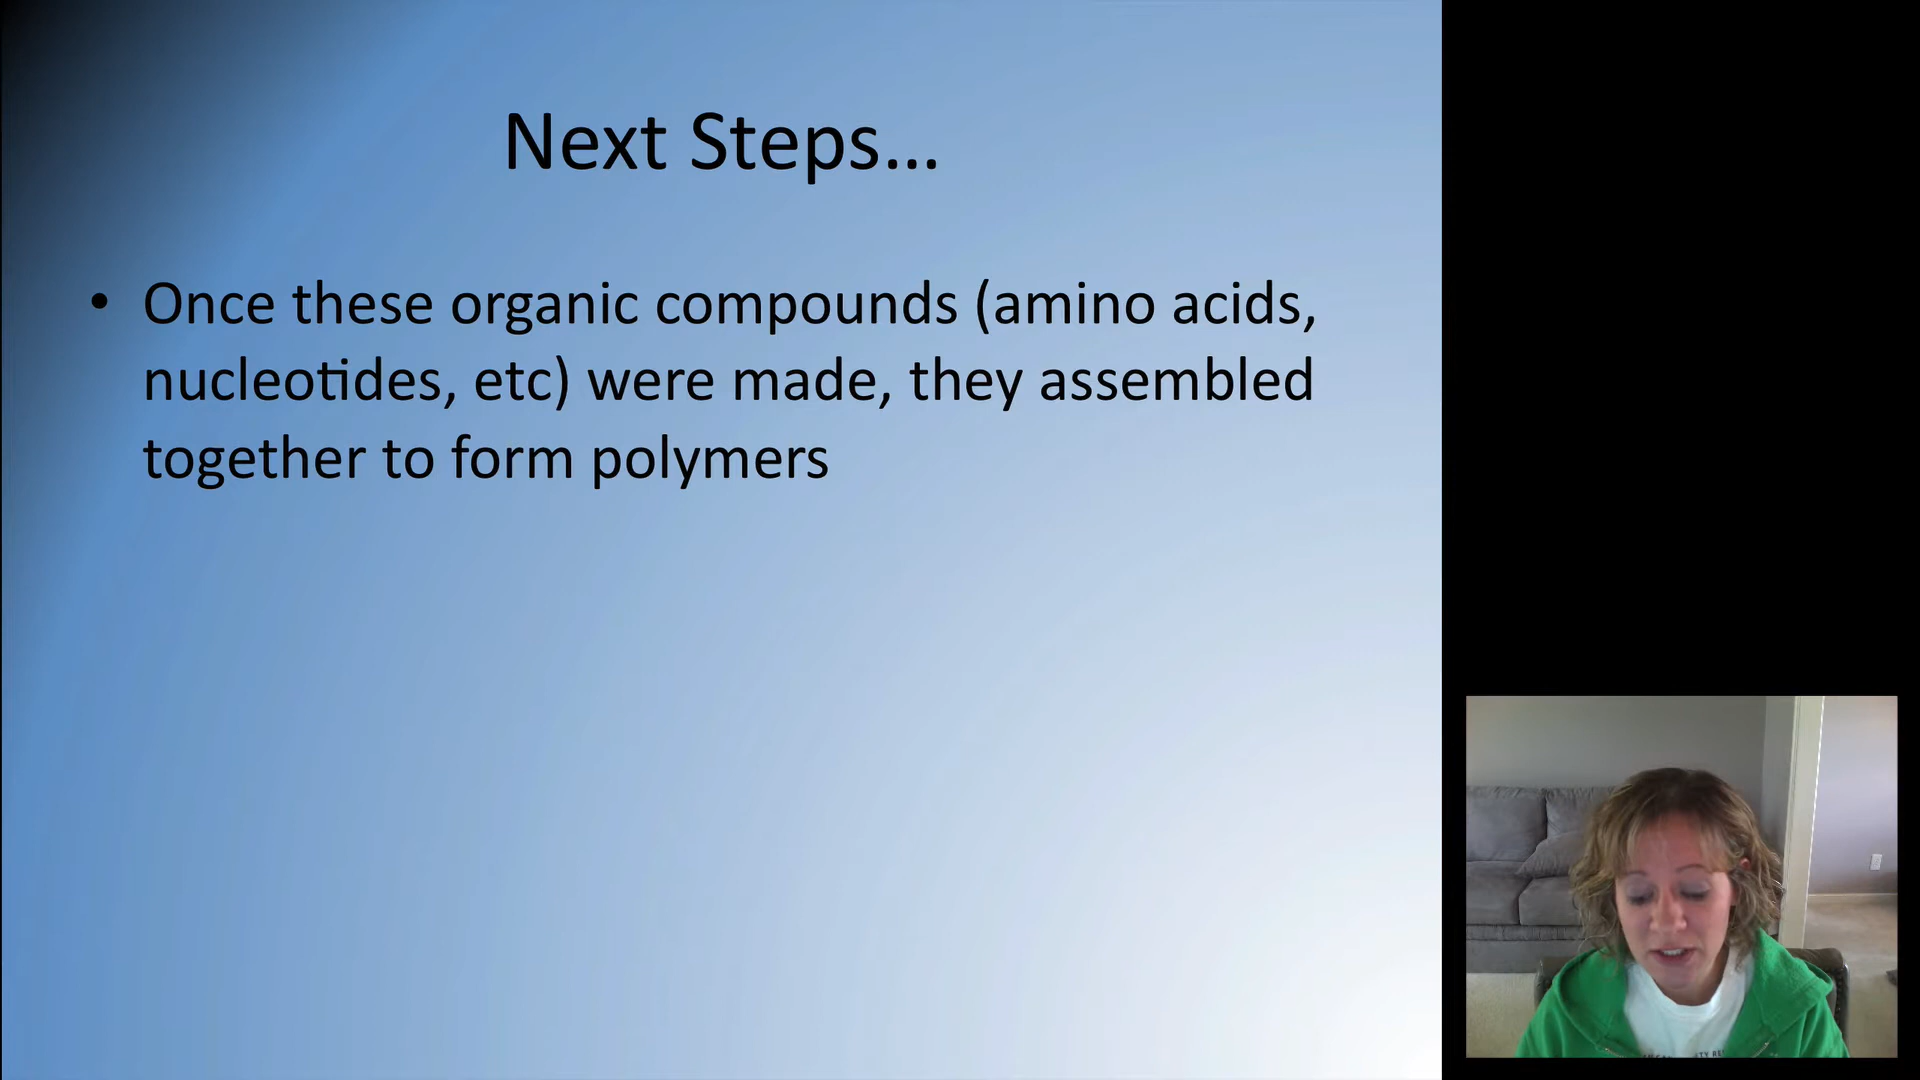 Next Steps...
• Once these organic compounds (amino acids,
nucleotides, etc) were made, they assembled
together to form polymers